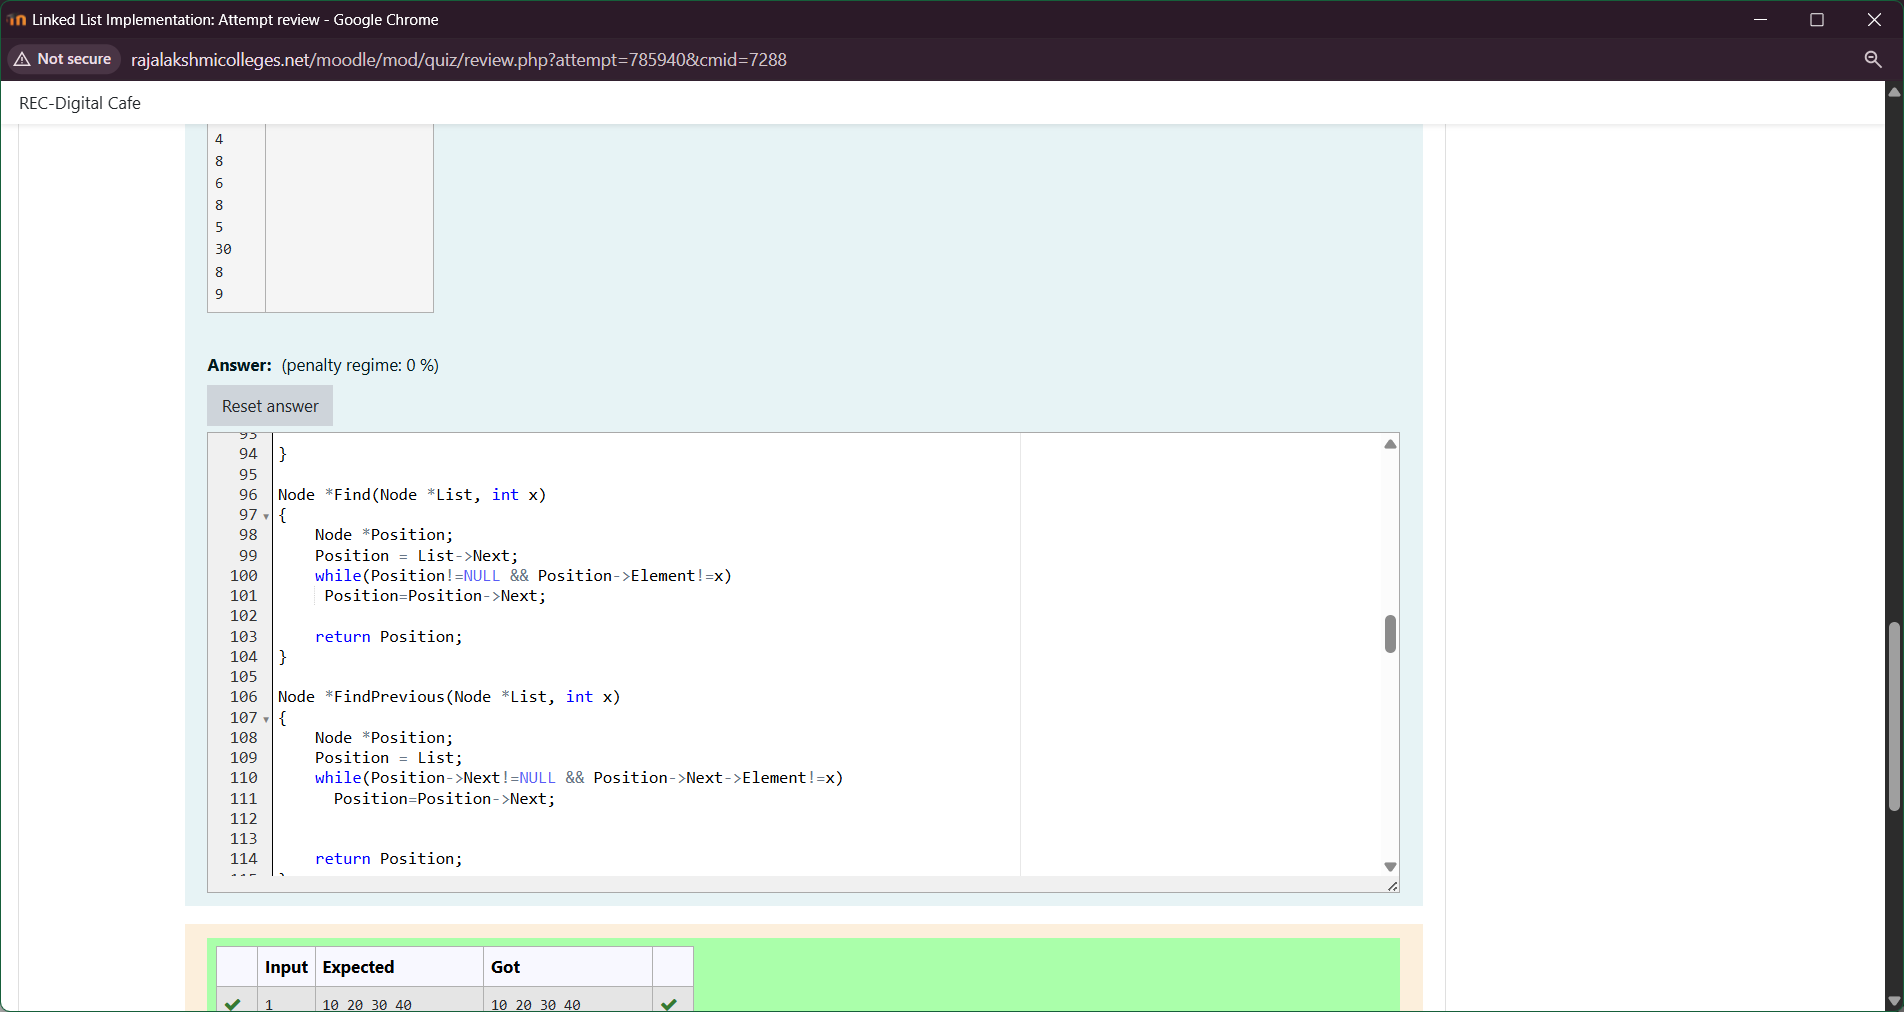 Linked List Implementation: Attempt review - Google Chrome
Not secure rajalakshmicolleges.net/moodle/mod/quiz/review.php?attempt=785940&cmid=7288
REC-Digital Cafe
4
8
6
8
5
30
8
9
Answer: (penalty regime: 0 %)
Reset answer
93
94 }
95
96 Node *Find(Node *List, int x)
97 {
98     Node *Position;
99     Position = List->Next;
100     while(Position!=NULL && Position->Element!=x)
101      Position=Position->Next;
102
103     return Position;
104 }
105
106 Node *FindPrevious(Node *List, int x)
107 {
108     Node *Position;
109     Position = List;
110     while(Position->Next!=NULL && Position->Next->Element!=x)
111       Position=Position->Next;
112
113
114     return Position;
Input Expected Got
1 10 20 30 40 10 20 30 40